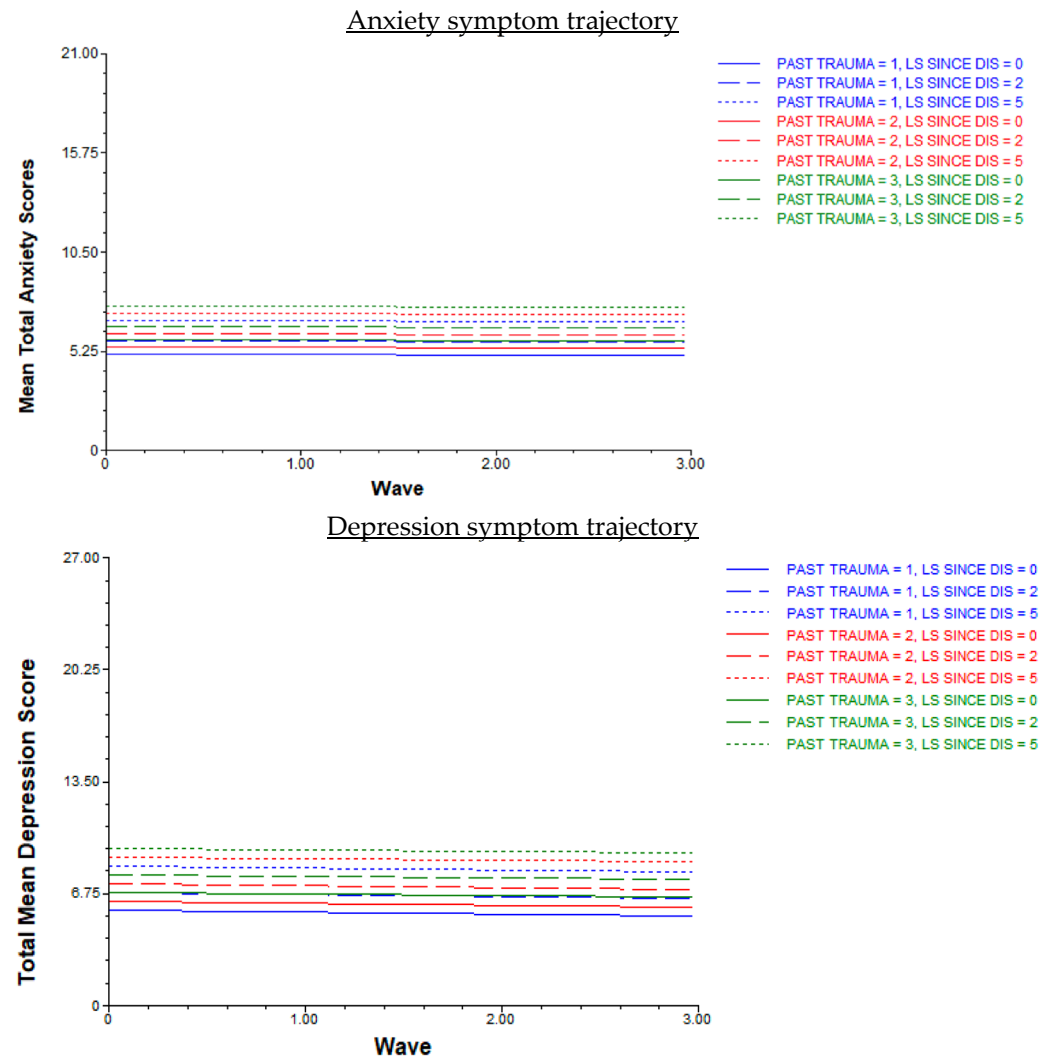 Anxiety symptom trajectory
21.00
15.75
10.50
5.25
0
Mean Total Anxiety Scores
0 1.00 2.00 3.00
Wave
PAST TRAUMA = 1, LS SINCE DIS = 0
PAST TRAUMA = 1, LS SINCE DIS = 2
PAST TRAUMA = 1, LS SINCE DIS = 5
PAST TRAUMA = 2, LS SINCE DIS = 0
PAST TRAUMA = 2, LS SINCE DIS = 2
PAST TRAUMA = 2, LS SINCE DIS = 5
PAST TRAUMA = 3, LS SINCE DIS = 0
PAST TRAUMA = 3, LS SINCE DIS = 2
PAST TRAUMA = 3, LS SINCE DIS = 5
Depression symptom trajectory
27.00
20.25
13.50
6.75
0
Total Mean Depression Score
0 1.00 2.00 3.00
Wave
PAST TRAUMA = 1, LS SINCE DIS = 0
PAST TRAUMA = 1, LS SINCE DIS = 2
PAST TRAUMA = 1, LS SINCE DIS = 5
PAST TRAUMA = 2, LS SINCE DIS = 0
PAST TRAUMA = 2, LS SINCE DIS = 2
PAST TRAUMA = 2, LS SINCE DIS = 5
PAST TRAUMA = 3, LS SINCE DIS = 0
PAST TRAUMA = 3, LS SINCE DIS = 2
PAST TRAUMA = 3, LS SINCE DIS = 5